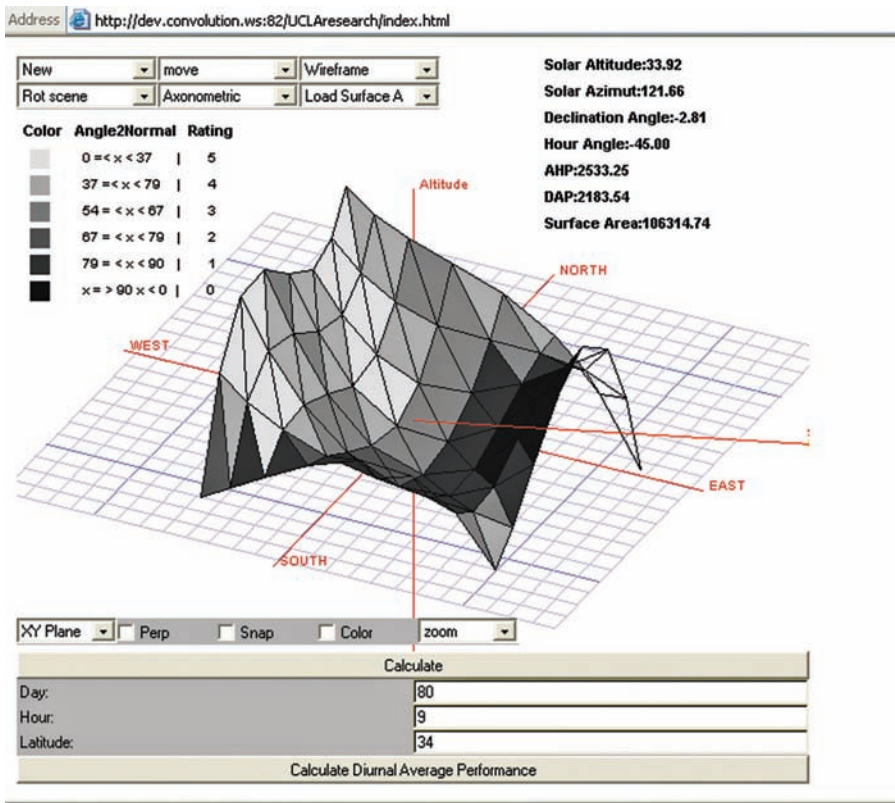 Address http://dev.convolution.ws:82/UCLAresearch/index.html
New move Wireframe
Rot scene Axonometric Load Surface A
Solar Altitude:33.92
Solar Azimut:121.66
Declination Angle:-2.81
Hour Angle:-45.00
AHP:2533.25
DAP:2183.54
Surface Area:106314.74
Color Angle2Normal Rating
0 =< x < 37 | 5
37 =< x < 79 | 4
54 = < x < 67 | 3
67 = < x < 79 | 2
79 = < x < 90 | 1
x = > 90 x < 0 | 0
Altitude
NORTH
WEST
EAST
SOUTH
XY Plane Perp Snap Color zoom
Calculate
Day: 80
Hour: 9
Latitude: 34
Calculate Diurnal Average Performance